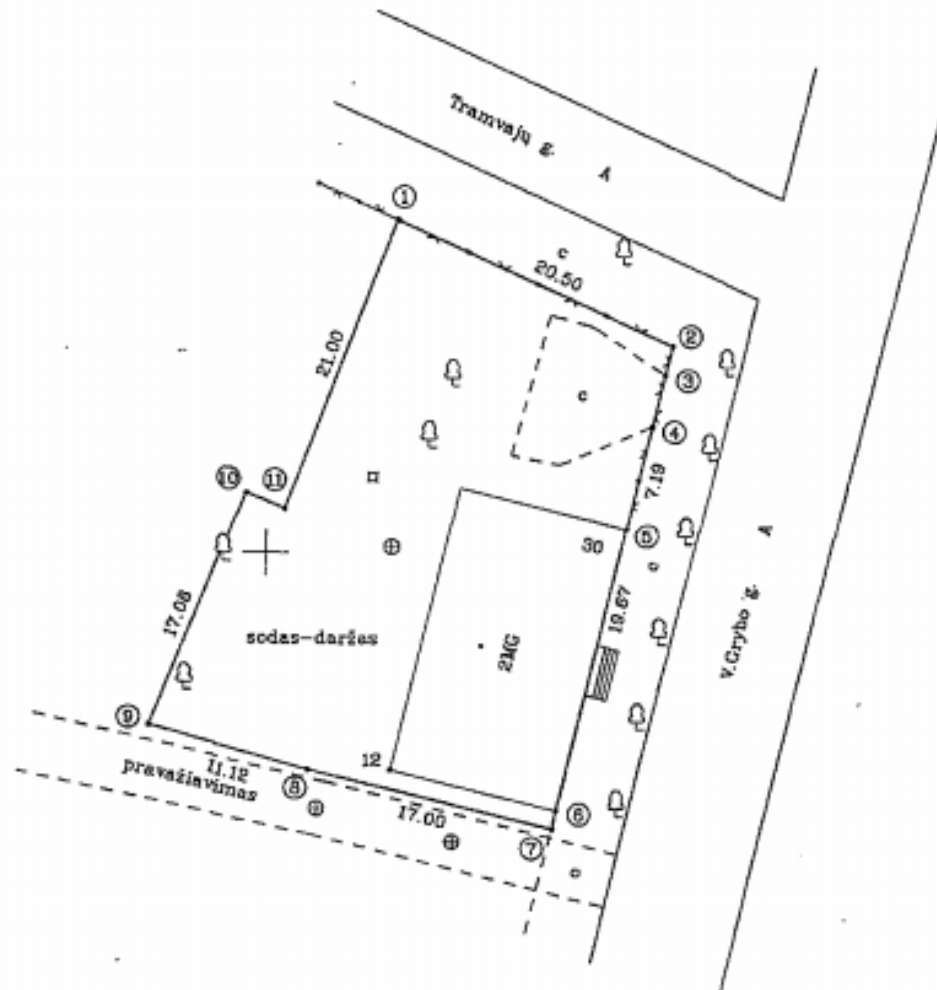 Tramvajų g.
A
1
c
20.50
2
3
21.00
c
4
7.19
10
11
5
30
c
A
17.08
19.67
sodas-daržas
2MG
V.Grybo g.
9
11.12
12
pravažiavimas
8
17.00
6
7
c